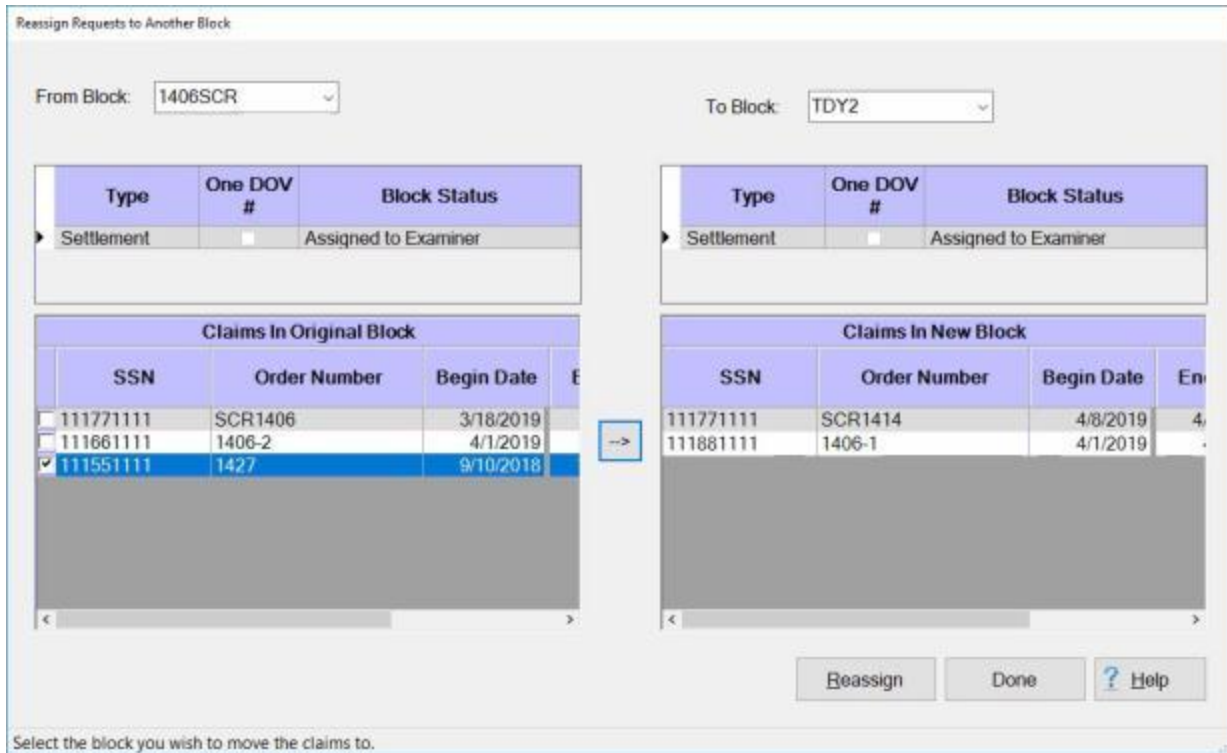 Reassign Requests to Another Block
From Block: 1406SCR
To Block: TDY2
Type One DOV # Block Status
Settlement Assigned to Examiner
Type One DOV # Block Status
Settlement Assigned to Examiner
Claims In Original Block
SSN Order Number Begin Date E
111771111 SCR1406 3/18/2019
111661111 1406-2 4/1/2019
111551111 1427 9/10/2018
-->
Claims In New Block
SSN Order Number Begin Date En
111771111 SCR1414 4/8/2019 4
111881111 1406-1 4/1/2019
Reassign Done ? Help
Select the block you wish to move the claims to.